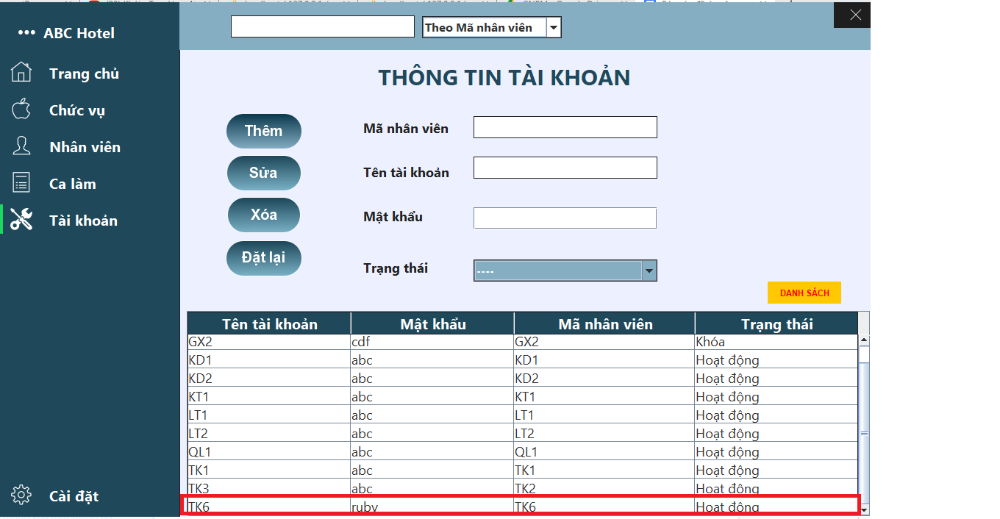 ABC Hotel
Trang chủ
Chức vụ
Nhân viên
Ca làm
Tài khoản
Cài đặt
Theo Mã nhân viên
THÔNG TIN TÀI KHOẢN
Thêm
Sửa
Xóa
Đặt lại
Mã nhân viên
Tên tài khoản
Mật khẩu
Trạng thái
----
DANH SÁCH
Tên tài khoản Mật khẩu Mã nhân viên Trạng thái
GX2 cdf GX2 Khóa
KD1 abc KD1 Hoạt động
KD2 abc KD2 Hoạt động
KT1 abc KT1 Hoạt động
LT1 abc LT1 Hoạt động
LT2 abc LT2 Hoạt động
QL1 abc QL1 Hoạt động
TK1 abc TK1 Hoạt động
TK3 abc TK2 Hoạt động
TK6 ruby TK6 Hoạt động